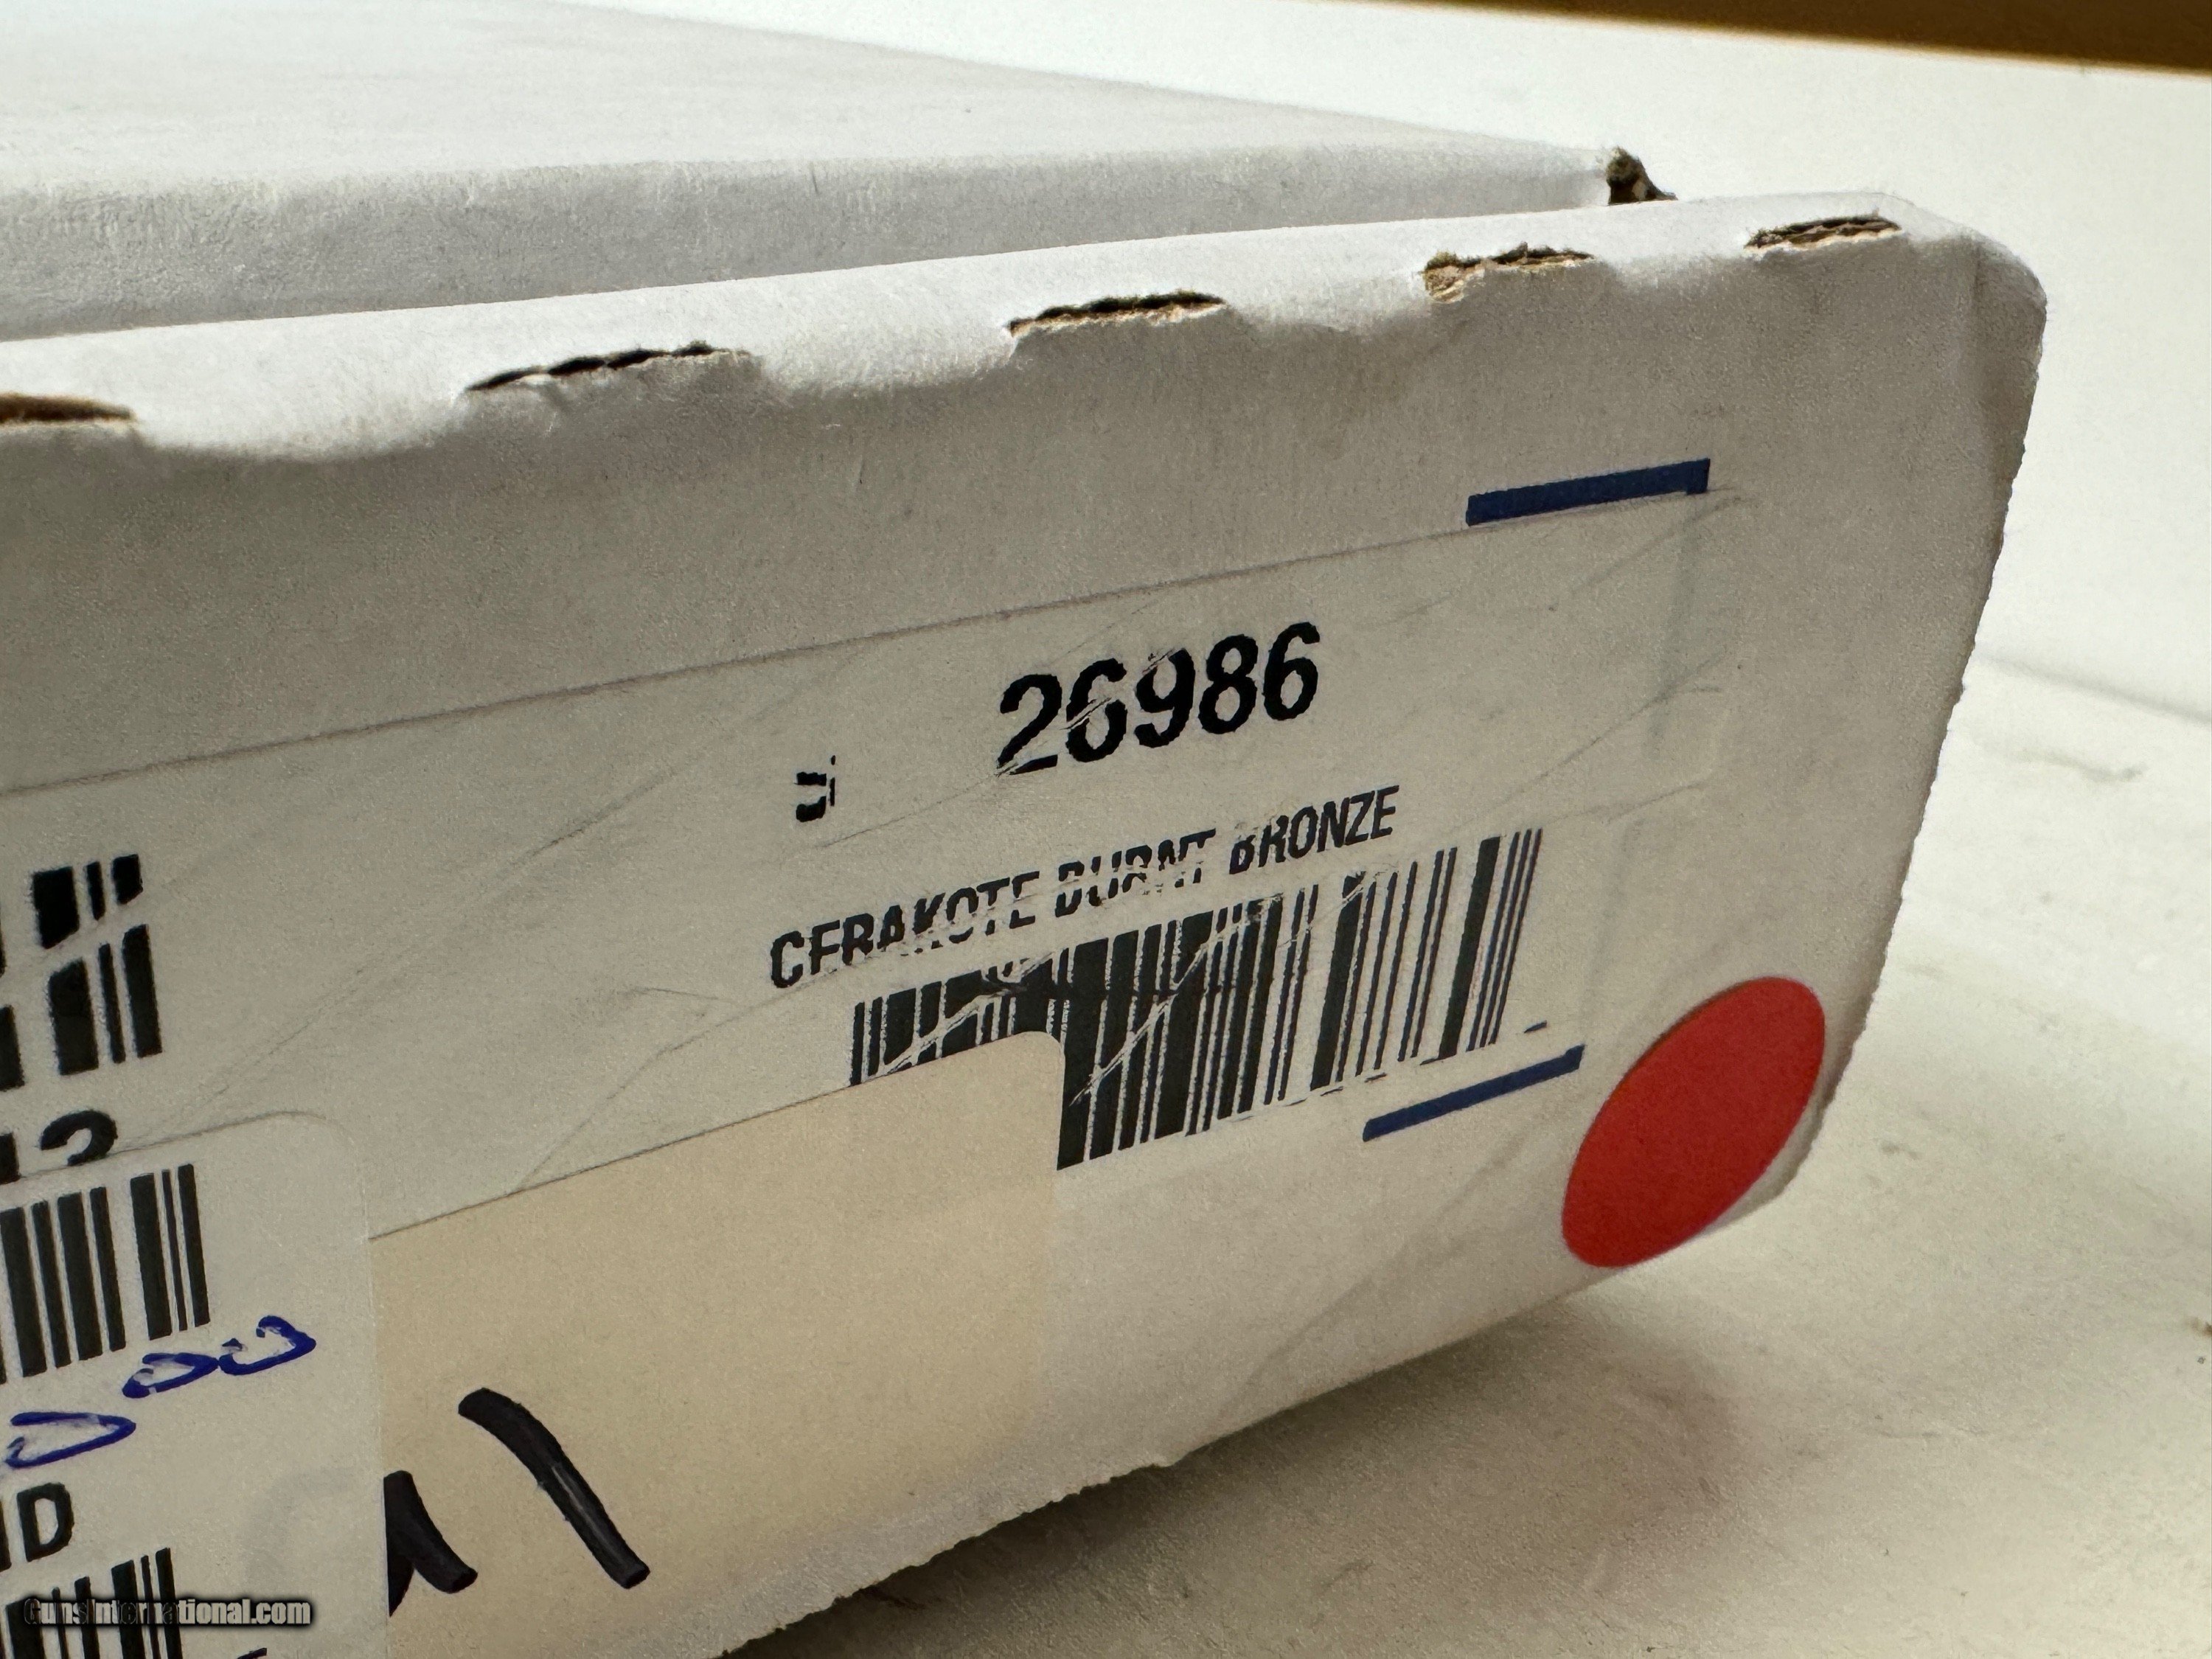 26986
CERAKOTE BURNT BRONZE
GunsInternational.com